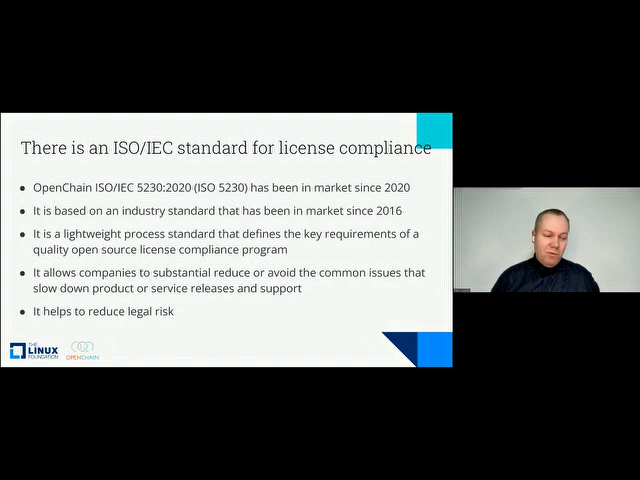 There is an ISO/IEC standard for license compliance
● OpenChain ISO/IEC 5230:2020 (ISO 5230) has been in market since 2020
● It is based on an industry standard that has been in market since 2016
● It is a lightweight process standard that defines the key requirements of a
quality open source license compliance program
● It allows companies to substantial reduce or avoid the common issues that
slow down product or service releases and support
● It helps to reduce legal risk
THE
LINUX
FOUNDATION
OPENCHAIN